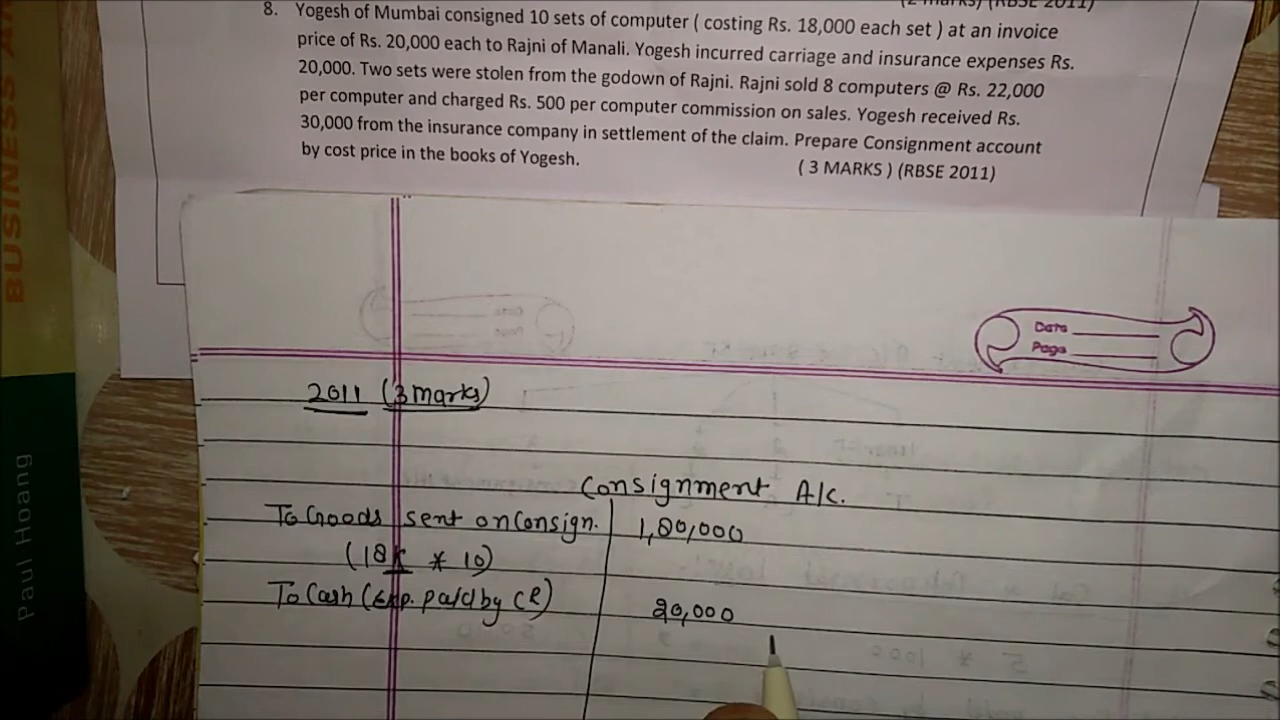 (2 marks) (RBSE 2011)
8. Yogesh of Mumbai consigned 10 sets of computer ( costing Rs. 18,000 each set ) at an invoice
price of Rs. 20,000 each to Rajni of Manali. Yogesh incurred carriage and insurance expenses Rs.
20,000. Two sets were stolen from the godown of Rajni. Rajni sold 8 computers @ Rs. 22,000
per computer and charged Rs. 500 per computer commission on sales. Yogesh received Rs.
30,000 from the insurance company in settlement of the claim. Prepare Consignment account
by cost price in the books of Yogesh. ( 3 MARKS ) (RBSE 2011)
BUSINESS
Paul Hoang
Date
Page
2011 (3 marks)
Consignment A/c.
To Goods sent on Consign. 1,80,000
(18K * 10)
To Cash (Exp. paid by CR) 20,000
5 * 1000